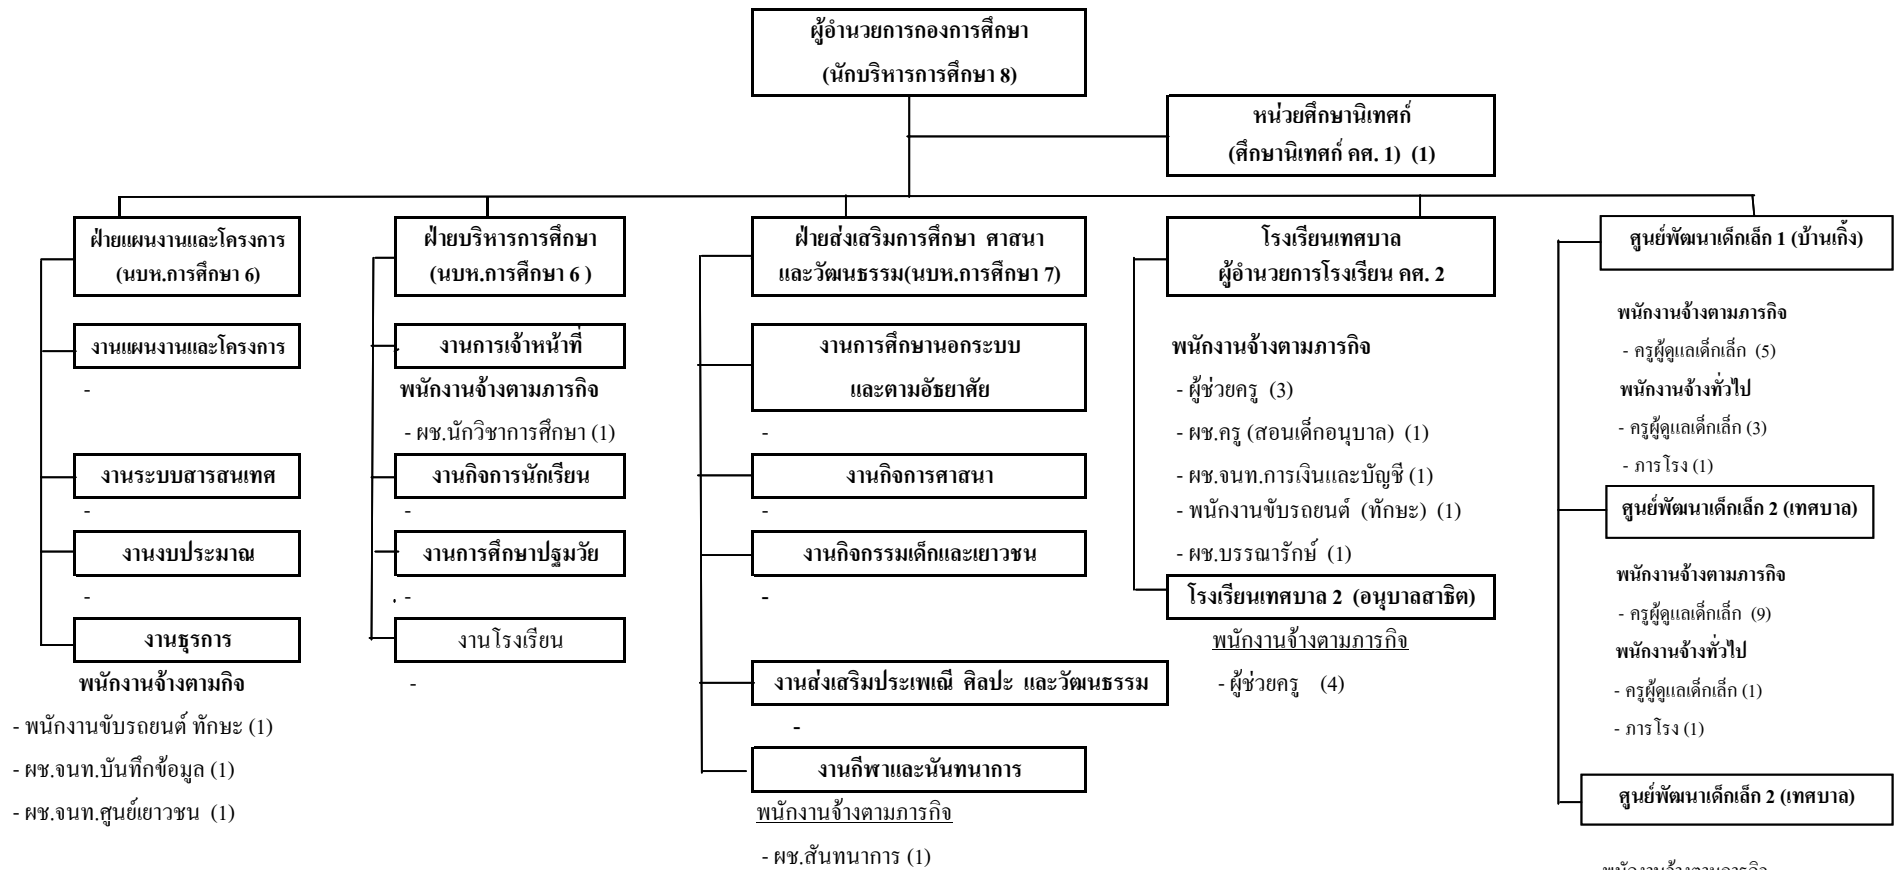 ผู้อำนวยการกองการศึกษา
(นักบริหารการศึกษา 8)
หน่วยศึกษานิเทศก์
(ศึกษานิเทศก์ คศ. 1) (1)
ฝ่ายแผนงานและโครงการ
(นบห.การศึกษา 6)
งานแผนงานและโครงการ
-
งานระบบสารสนเทศ
-
งานงบประมาณ
-
งานธุรการ
พนักงานจ้างตามกิจ
- พนักงานขับรถยนต์ ทักษะ (1)
- ผช.จนท.บันทึกข้อมูล (1)
- ผช.จนท.ศูนย์เยาวชน (1)
ฝ่ายบริหารการศึกษา
(นบห.การศึกษา 6 )
งานการเจ้าหน้าที่
พนักงานจ้างตามภารกิจ
- ผช.นักวิชาการศึกษา (1)
งานกิจการนักเรียน
-
งานการศึกษาปฐมวัย
. -
งานโรงเรียน
-
ฝ่ายส่งเสริมการศึกษา ศาสนา
และวัฒนธรรม(นบห.การศึกษา 7)
งานการศึกษานอกระบบ
และตามอัธยาศัย
-
งานกิจการศาสนา
-
งานกิจกรรมเด็กและเยาวชน
-
งานส่งเสริมประเพณี ศิลปะ และวัฒนธรรม
-
งานกีฬาและนันทนาการ
พนักงานจ้างตามภารกิจ
- ผช.สันทนาการ (1)
โรงเรียนเทศบาล
ผู้อำนวยการโรงเรียน คศ. 2
พนักงานจ้างตามภารกิจ
- ผู้ช่วยครู (3)
- ผช.ครู (สอนเด็กอนุบาล) (1)
- ผช.จนท.การเงินและบัญชี (1)
- พนักงานขับรถยนต์ (ทักษะ) (1)
- ผช.บรรณารักษ์ (1)
โรงเรียนเทศบาล 2 (อนุบาลสาธิต)
พนักงานจ้างตามภารกิจ
- ผู้ช่วยครู (4)
ศูนย์พัฒนาเด็กเล็ก 1 (บ้านเกิ้ง)
พนักงานจ้างตามภารกิจ
- ครูผู้ดูแลเด็กเล็ก (5)
พนักงานจ้างทั่วไป
- ครูผู้ดูแลเด็กเล็ก (3)
- ภารโรง (1)
ศูนย์พัฒนาเด็กเล็ก 2 (เทศบาล)
พนักงานจ้างตามภารกิจ
- ครูผู้ดูแลเด็กเล็ก (9)
พนักงานจ้างทั่วไป
- ครูผู้ดูแลเด็กเล็ก (1)
- ภารโรง (1)
ศูนย์พัฒนาเด็กเล็ก 2 (เทศบาล)